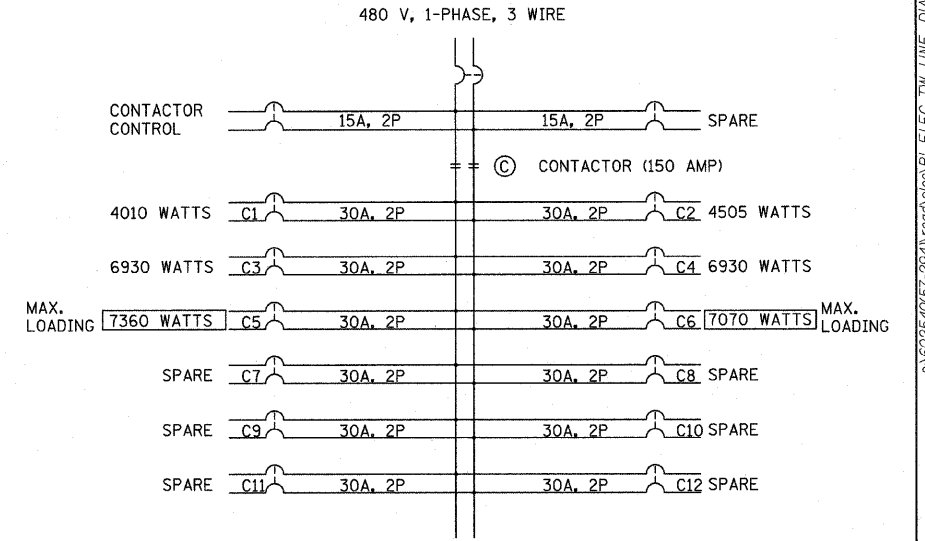 480 V, 1-PHASE, 3 WIRE
CONTACTOR
CONTROL
15A, 2P
15A, 2P
SPARE
C CONTACTOR (150 AMP)
4010 WATTS C1 30A, 2P 30A, 2P C2 4505 WATTS
6930 WATTS C3 30A, 2P 30A, 2P C4 6930 WATTS
MAX.
LOADING 7360 WATTS C5 30A, 2P 30A, 2P C6 7070 WATTS MAX.
LOADING
SPARE C7 30A, 2P 30A, 2P C8 SPARE
SPARE C9 30A, 2P 30A, 2P C10 SPARE
SPARE C11 30A, 2P 30A, 2P C12 SPARE